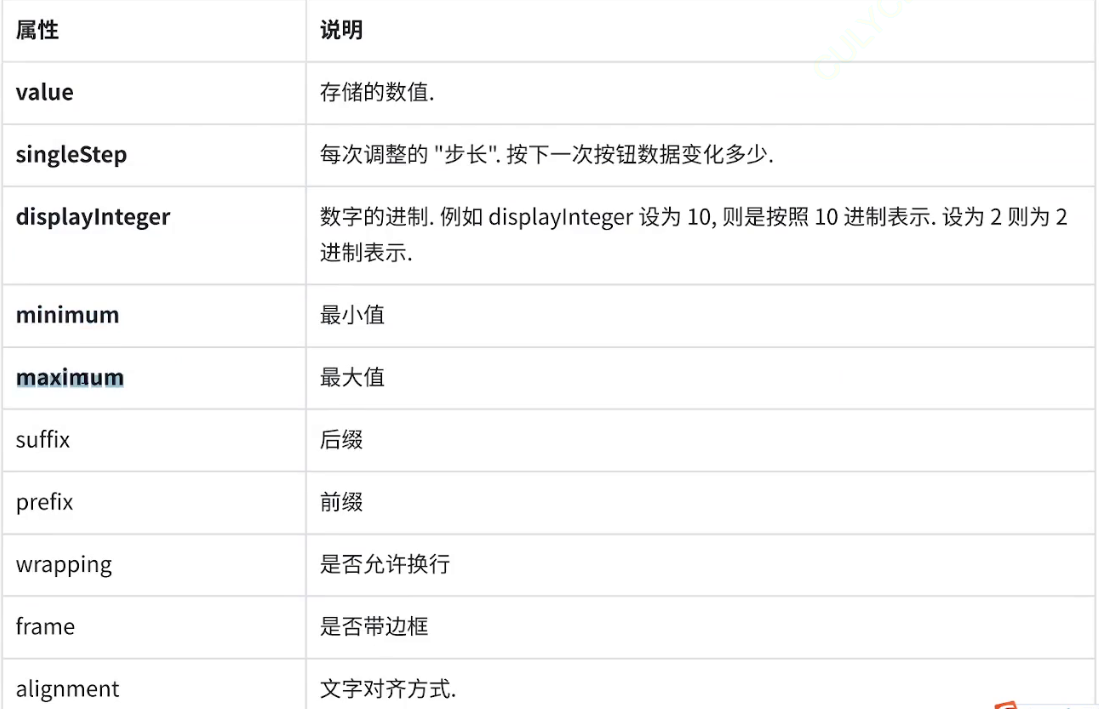 属性 说明
value 存储的数值.
singleStep 每次调整的 "步长". 按下一次按钮数据变化多少.
displayInteger 数字的进制. 例如 displayInteger 设为 10, 则是按照 10 进制表示. 设为 2 则为 2
进制表示.
minimum 最小值
maximum 最大值
suffix 后缀
prefix 前缀
wrapping 是否允许换行
frame 是否带边框
alignment 文字对齐方式.